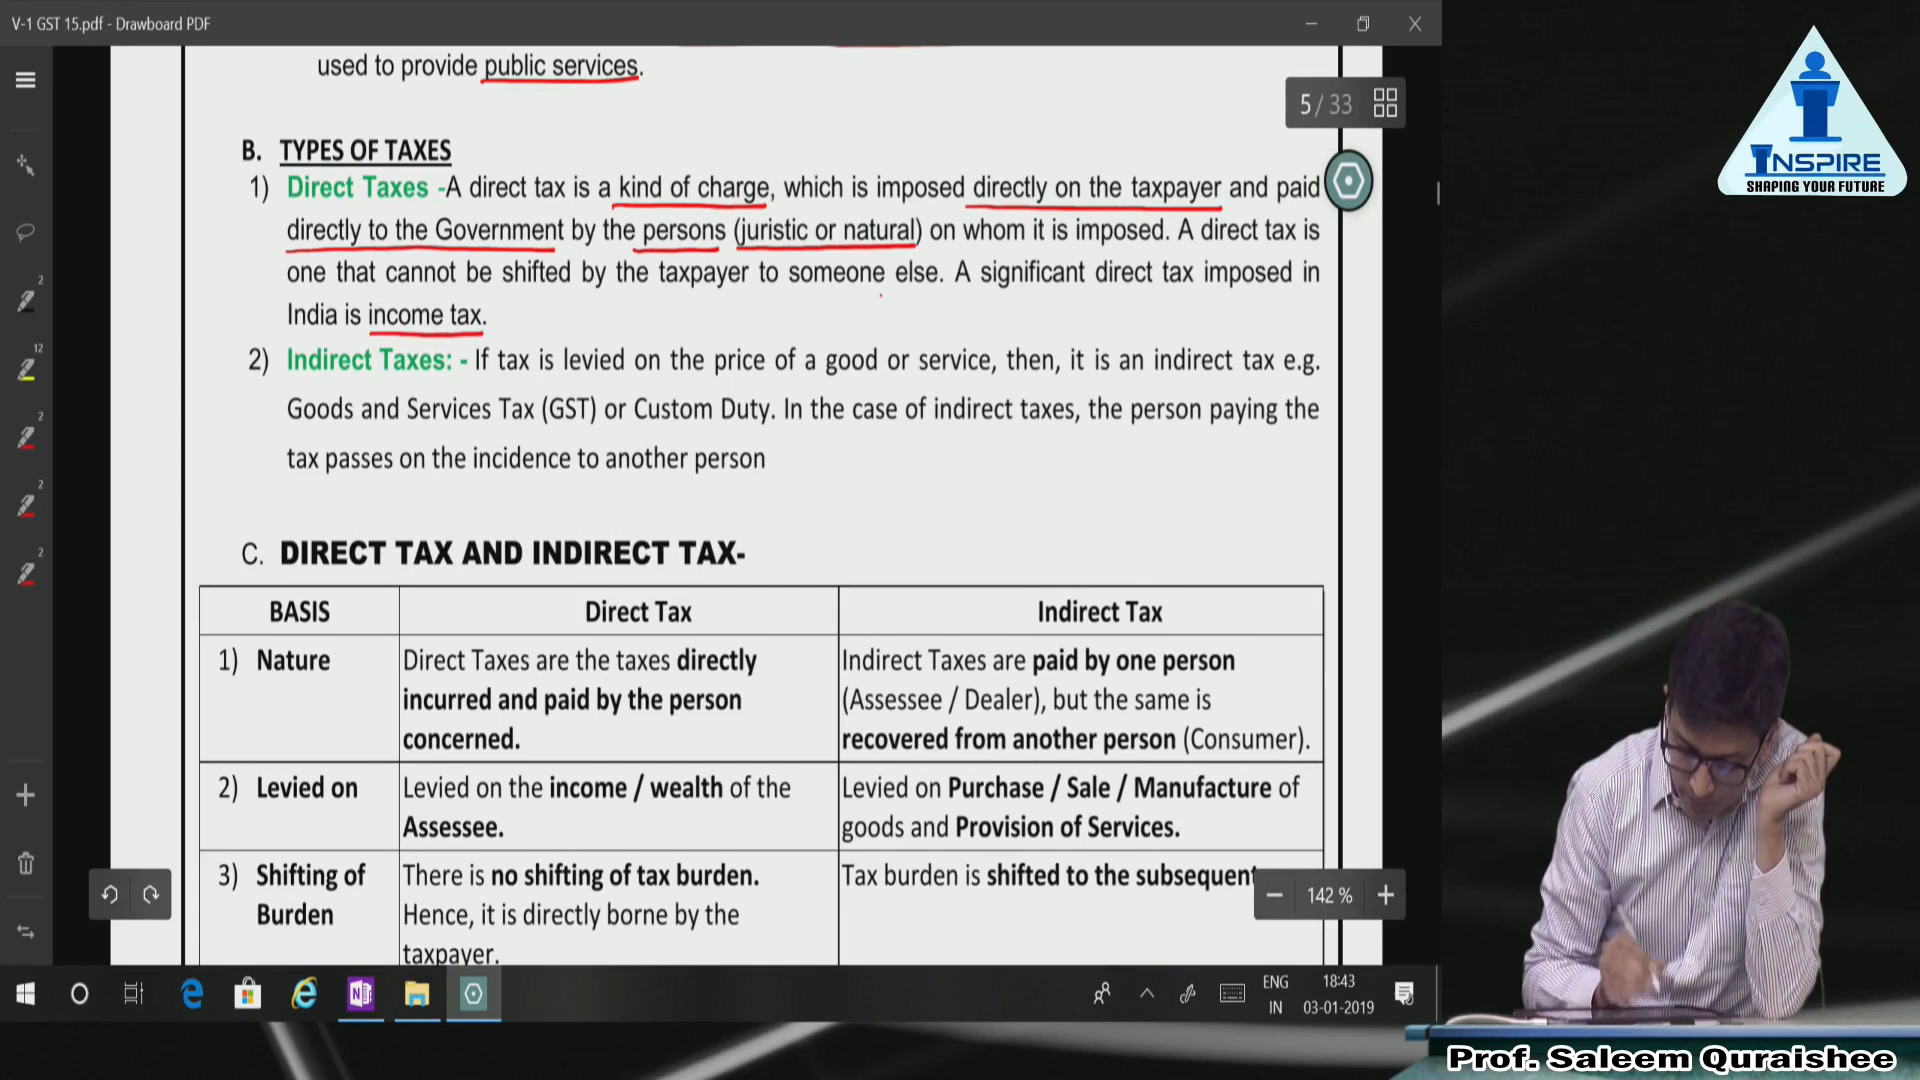 V-1 GST 15.pdf - Drawboard PDF
used to provide public services.
5 / 33
B. TYPES OF TAXES
1) Direct Taxes -A direct tax is a kind of charge, which is imposed directly on the taxpayer and paid
directly to the Government by the persons (juristic or natural) on whom it is imposed. A direct tax is
one that cannot be shifted by the taxpayer to someone else. A significant direct tax imposed in
India is income tax.
2) Indirect Taxes: - If tax is levied on the price of a good or service, then, it is an indirect tax e.g.
Goods and Services Tax (GST) or Custom Duty. In the case of indirect taxes, the person paying the
tax passes on the incidence to another person
C. DIRECT TAX AND INDIRECT TAX-
BASIS Direct Tax Indirect Tax
1) Nature
Direct Taxes are the taxes directly
incurred and paid by the person
concerned.
Indirect Taxes are paid by one person
(Assessee / Dealer), but the same is
recovered from another person (Consumer).
2) Levied on
Levied on the income / wealth of the
Assessee.
Levied on Purchase / Sale / Manufacture of
goods and Provision of Services.
3) Shifting of
Burden
There is no shifting of tax burden.
Hence, it is directly borne by the
taxpayer.
Tax burden is shifted to the subsequent
142 %
2
12
2
2
2
ENG
IN
18:43
03-01-2019
INSPIRE
SHAPING YOUR FUTURE
Prof. Saleem Quraishee